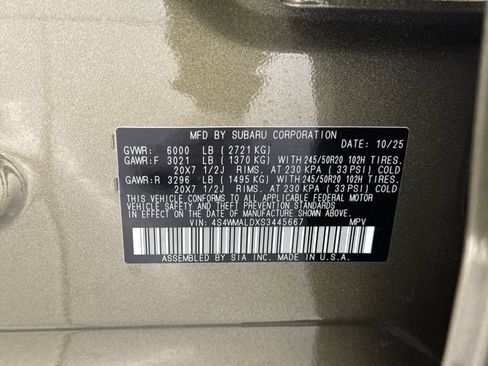 MFD BY SUBARU CORPORATION
GVWR: 6000 LB ( 2721 KG) DATE: 10/25
GAWR:F 3021 LB ( 1370 KG) WITH 245/50R20 102H TIRES.
20X7 1/2J RIMS. AT 230 KPA ( 33 PSI) COLD
GAWR:R 3296 LB ( 1495 KG) WITH 245/50R20 102H TIRES.
20X7 1/2J RIMS. AT 230 KPA ( 33 PSI) COLD
THIS VEHICLE CONFORMS TO ALL APPLICABLE FEDERAL MOTOR
VEHICLE SAFETY AND THEFT PREVENTION STANDARDS
IN EFFECT ON THE DATE OF MANUFACTURE SHOWN ABOVE.
VIN: 4S4WMALDXS3445667 MPV
ASSEMBLED BY SIA INC. MADE IN U.S.A.